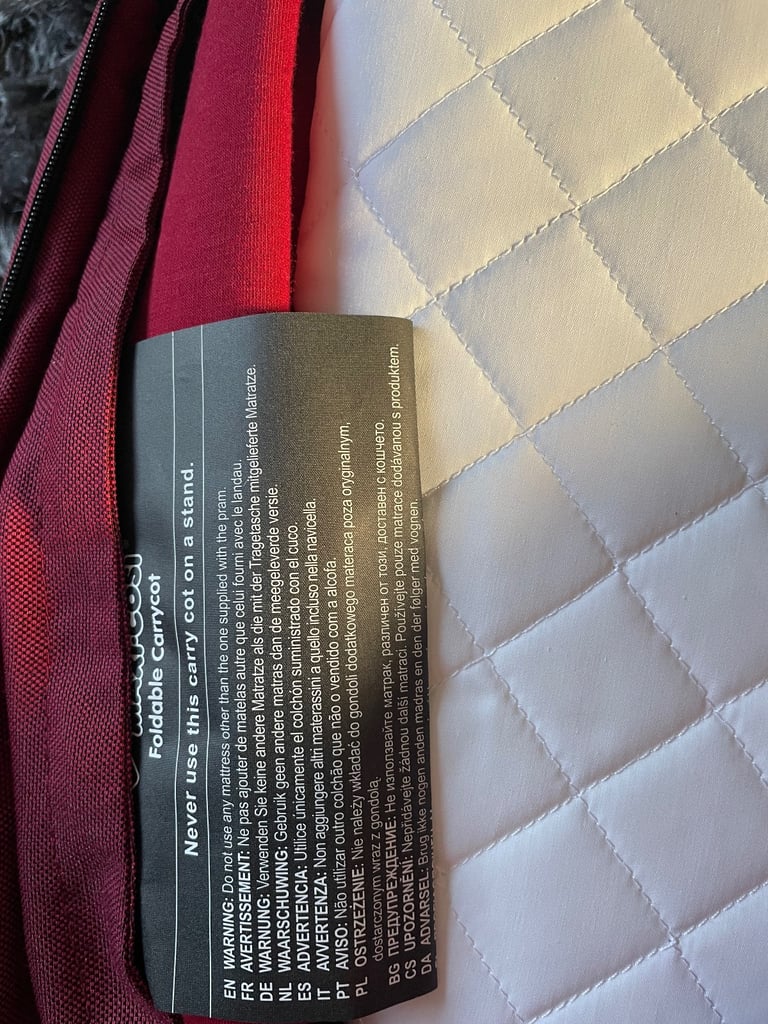 Foldable Carrycot
Never use this carry cot on a stand.
EN WARNING: Do not use any mattress other than the one supplied with the pram.
FR AVERTISSEMENT: Ne pas ajouter de matelas autre que celui fourni avec le landau.
DE WARNUNG: Verwenden Sie keine andere Matratze als die mit der Tragetasche mitgelieferte Matratze.
NL WAARSCHUWING: Gebruik geen andere matras dan de meegeleverde versie.
ES ADVERTENCIA: Utilice únicamente el colchón suministrado con el cuco.
IT AVVERTENZA: Non aggiungere altri materassini a quello incluso nella navicella.
PT AVISO: Não utilizar outro colchão que não o vendido com a alcofa.
PL OSTRZEŻENIE: Nie należy wkładać do gondoli dodatkowego materaca poza oryginalnym,
dostarczonym wraz z gondolą.
BG ПРЕДУПРЕЖДЕНИЕ: Не използвайте матрак, различен от този, доставен с кошчето.
CS UPOZORNĚNÍ: Nepřidávejte žádnou další matraci. Používejte pouze matrace dodávanou s produktem.
DA ADVARSEL: Brug ikke nogen anden madras en den der følger med vognen.